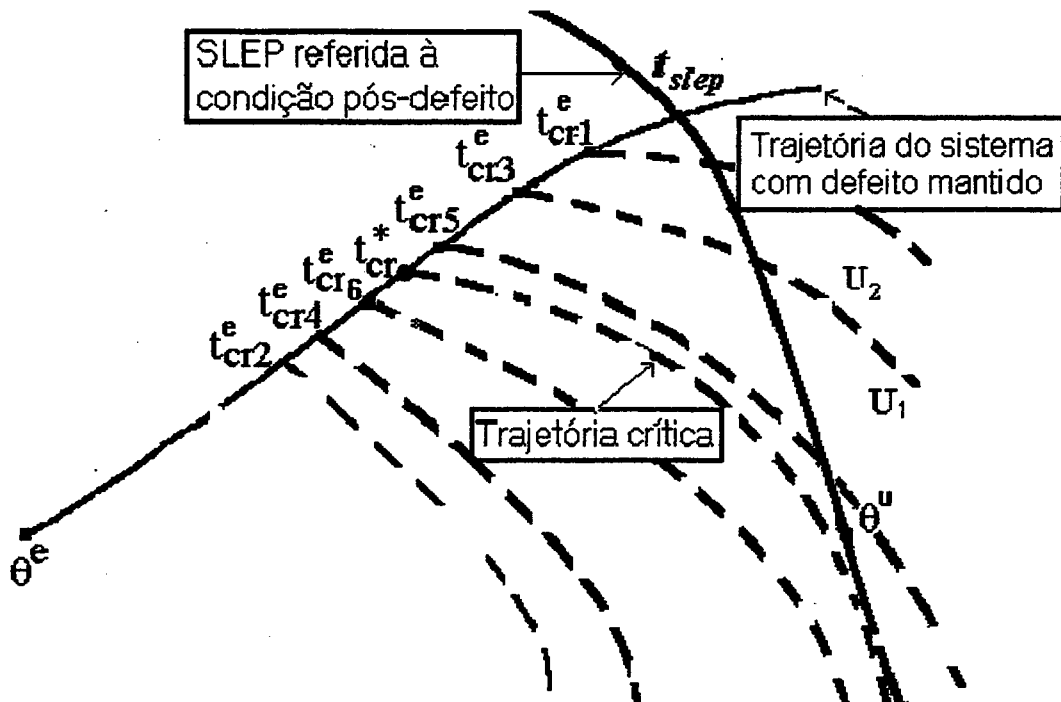 SLEP referida à
condição pós-defeito
t_slep
t^e_cr1
Trajetória do sistema
com defeito mantido
t^e_cr3
t^e_cr5
t^*_cr
t^e_cr6
t^e_cr4
t^e_cr2
U_2
U_1
Trajetória crítica
θ^u
θ^e